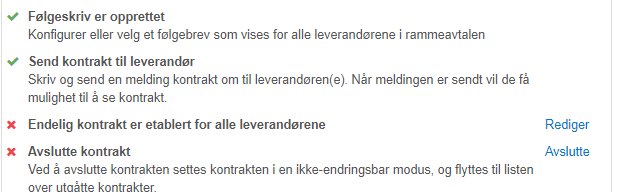 Følgeskriv er opprettet
Konfigurer eller velg et følgebrev som vises for alle leverandørene i rammeavtalen
Send kontrakt til leverandør
Skriv og send en melding kontrakt om til leverandøren(e). Når meldingen er sendt vil de få
mulighet til å se kontrakt.
Endelig kontrakt er etablert for alle leverandørene Rediger
Avslutte kontrakt Avslutte
Ved å avslutte kontrakten settes kontrakten i en ikke-endringsbar modus, og flyttes til listen
over utgåtte kontrakter.